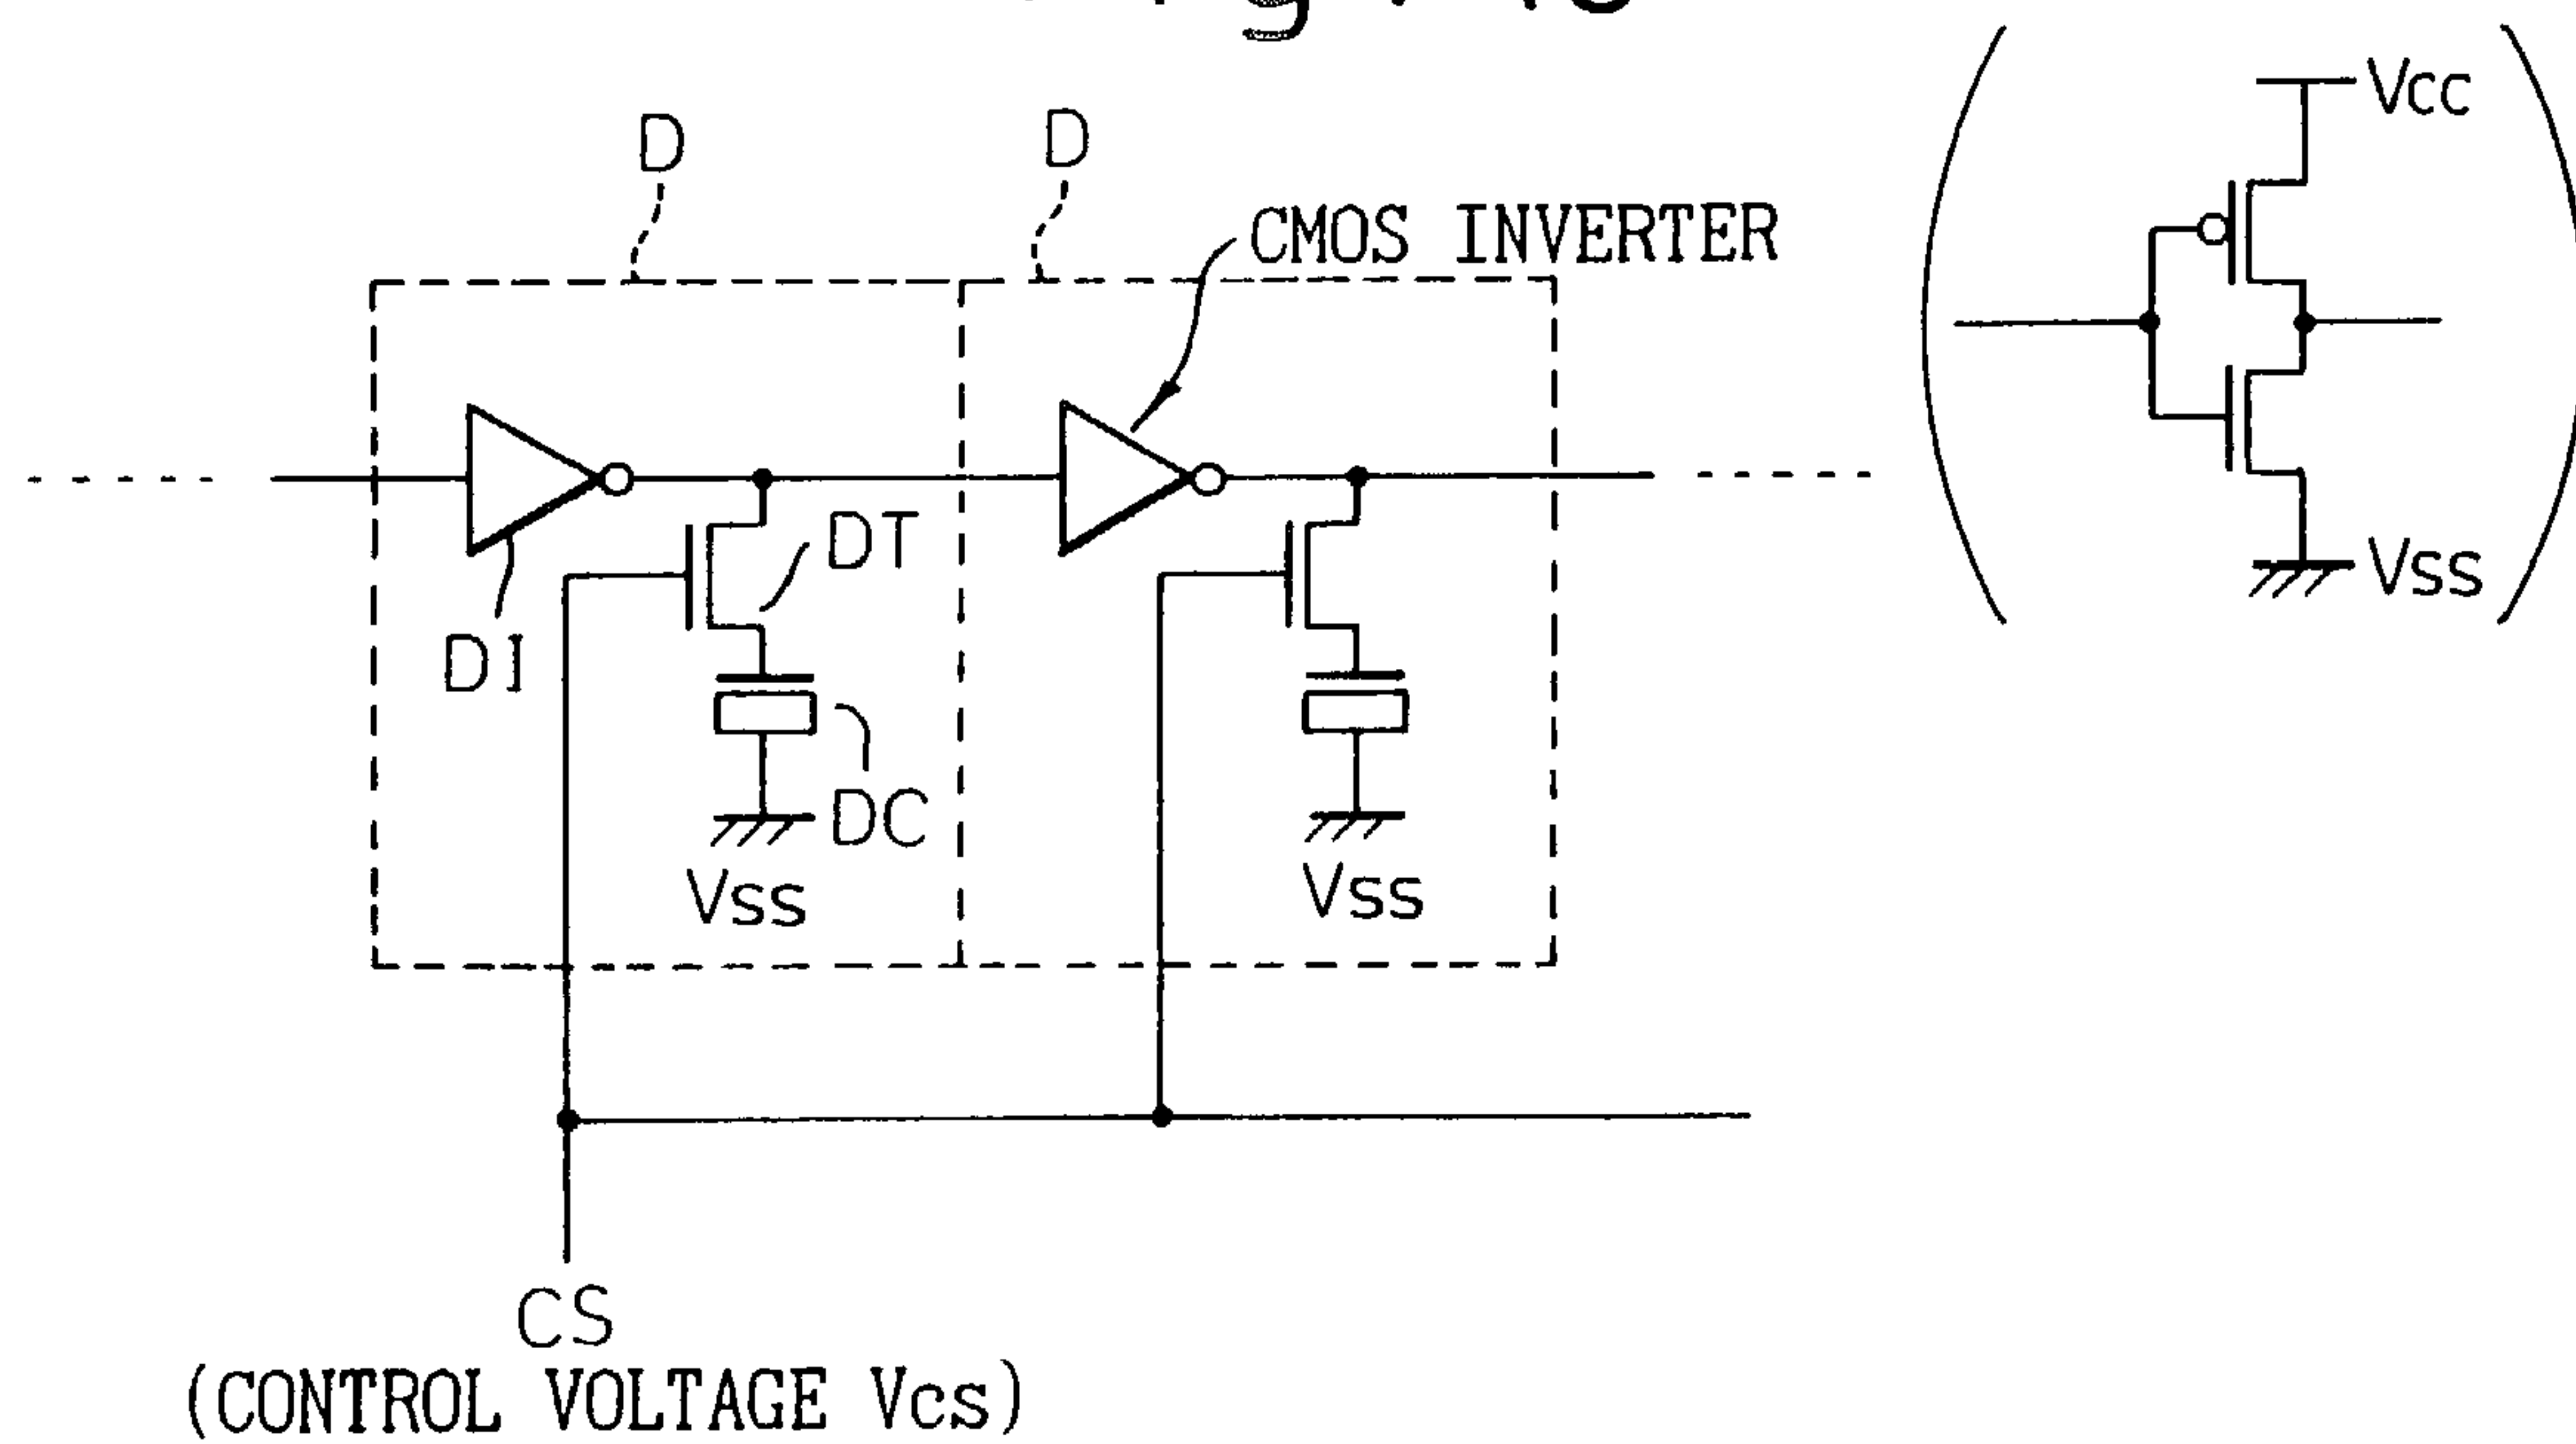 D
D
CMOS INVERTER
Vcc
DT
DI
Vss
DC
Vss
Vss
CS
(CONTROL VOLTAGE Vcs)